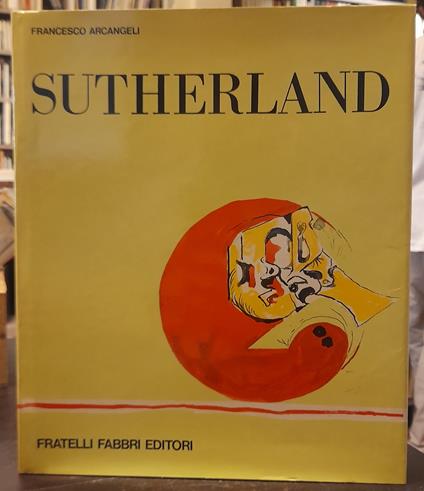 FRANCESCO ARCANGELI
SUTHERLAND
FRATELLI FABBRI EDITORI